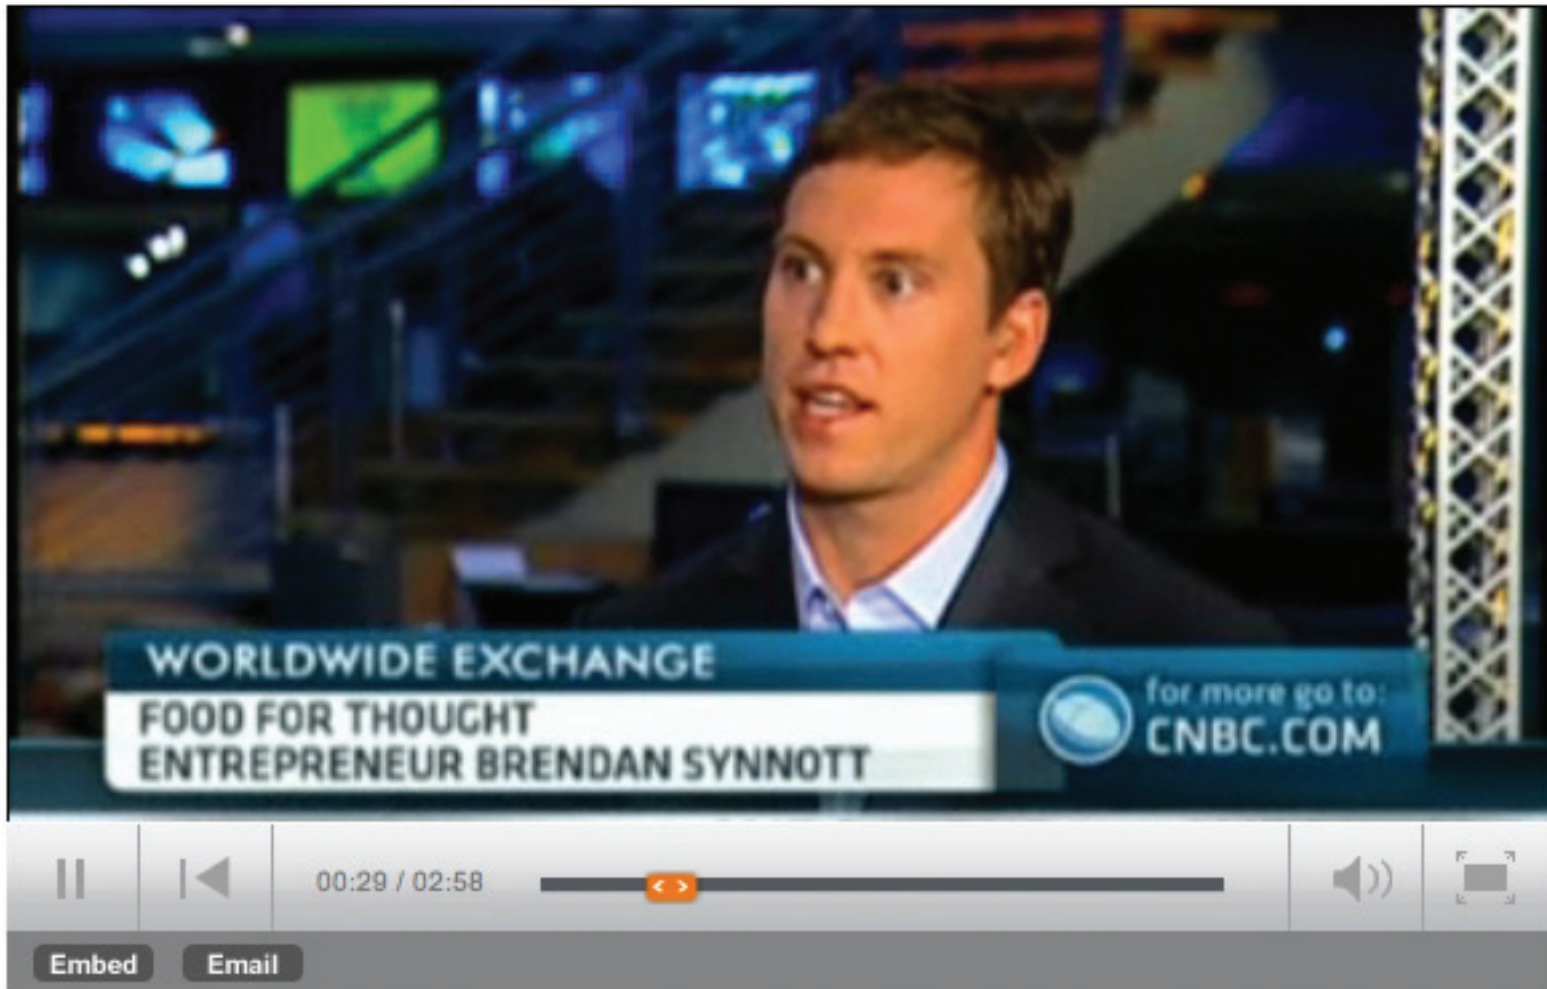 WORLDWIDE EXCHANGE
FOOD FOR THOUGHT
ENTREPRENEUR BRENDAN SYNNOTT
for more go to:
CNBC.COM
00:29 / 02:58
Embed
Email